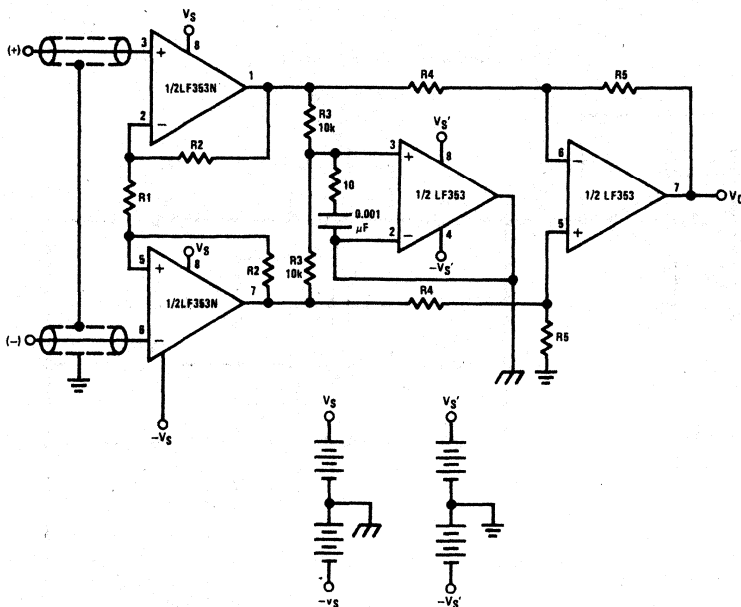 VS
8
(+)
3
+
1/2LF353N
1
2
−
R2
R1
R3
10k
R4
R5
VS'
3
8
+
10
1/2 LF353
0.001
μF
2
−
4
−VS'
6
−
1/2 LF353
7
5
+
VS
8
5
+
R2
R3
10k
1/2LF353N
7
R4
R5
(−)
6
−
−VS
VS
VS'
−VS
−VS'